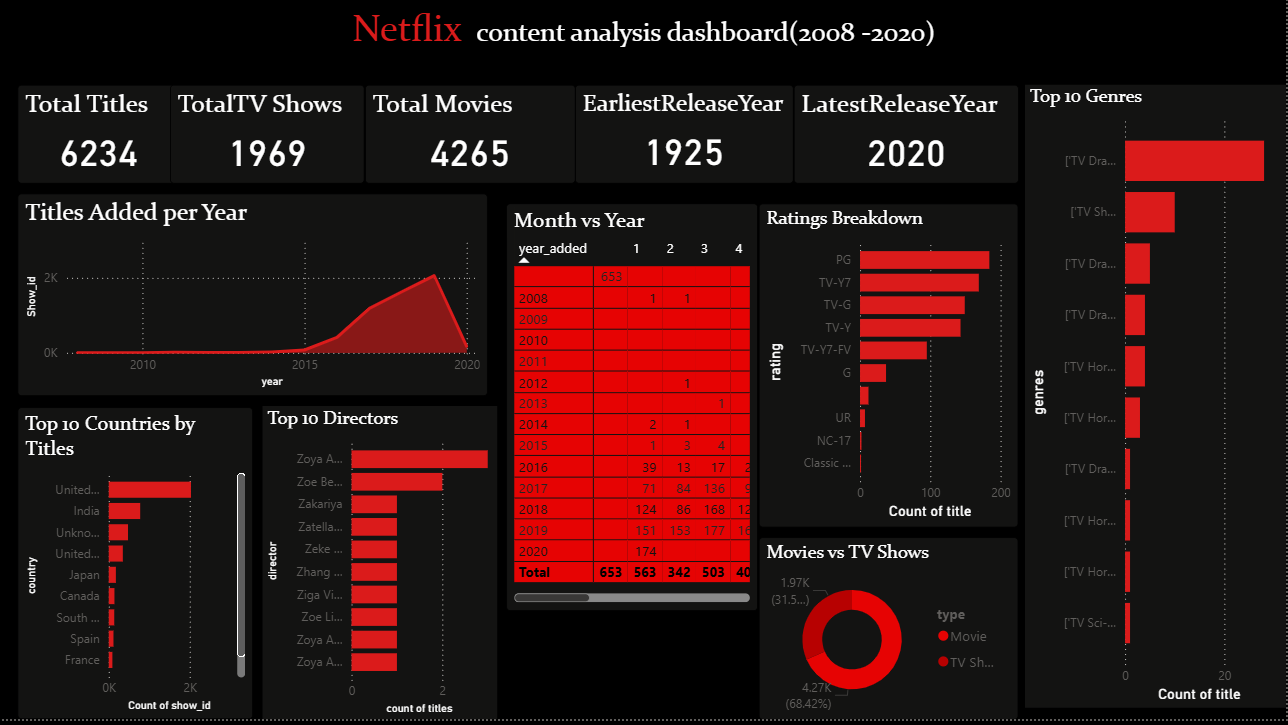 Netflix content analysis dashboard(2008 -2020)
Total Titles
6234
TotalTV Shows
1969
Total Movies
4265
EarliestReleaseYear
1925
LatestReleaseYear
2020
Titles Added per Year
Show_id
2K
0K
2010
2015
2020
year
Top 10 Countries by
Titles
country
United...
India
Unkno...
United...
Japan
Canada
South ...
Spain
France
0K
2K
Count of show_id
Top 10 Directors
director
Zoya A...
Zoe Be...
Zakariya
Zatella...
Zeke ...
Zhang ...
Ziga Vi...
Zoe Li...
Zoya A...
Zoya A...
0
2
count of titles
Month vs Year
year_added 1 2 3 4
653
2008 1 1
2009
2010
2011
2012 1
2013 1
2014 2 1
2015 1 3 4
2016 39 13 17 2
2017 71 84 136 9
2018 124 86 168 12
2019 151 153 177 16
2020 174
Total 653 563 342 503 40
Ratings Breakdown
rating
PG
TV-Y7
TV-G
TV-Y
TV-Y7-FV
G
UR
NC-17
Classic ...
0
100
200
Count of title
Movies vs TV Shows
1.97K
(31.5...)
4.27K
(68.42%)
type
Movie
TV Sh...
Top 10 Genres
genres
['TV Dra...
['TV Sh...
['TV Dra...
['TV Dra...
['TV Hor...
['TV Hor...
['TV Dra...
['TV Hor...
['TV Hor...
['TV Sci-...
0
20
Count of title